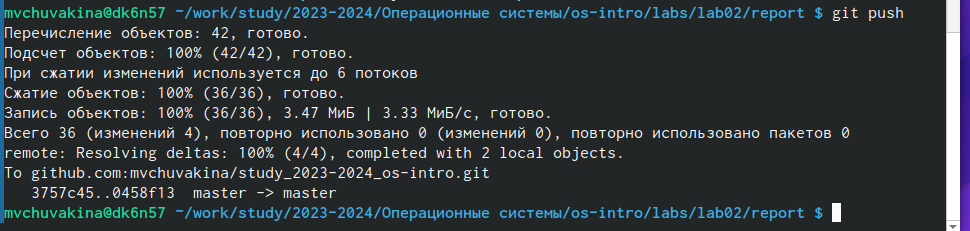 mvchuvakina@dk6n57 ~/work/study/2023-2024/Операционные системы/os-intro/labs/lab02/report $ git push
Перечисление объектов: 42, готово.
Подсчет объектов: 100% (42/42), готово.
При сжатии изменений используется до 6 потоков
Сжатие объектов: 100% (36/36), готово.
Запись объектов: 100% (36/36), 3.47 МиБ | 3.33 МиБ/с, готово.
Всего 36 (изменений 4), повторно использовано 0 (изменений 0), повторно использовано пакетов 0
remote: Resolving deltas: 100% (4/4), completed with 2 local objects.
To github.com:mvchuvakina/study_2023-2024_os-intro.git
   3757c45..0458f13  master -> master
mvchuvakina@dk6n57 ~/work/study/2023-2024/Операционные системы/os-intro/labs/lab02/report $